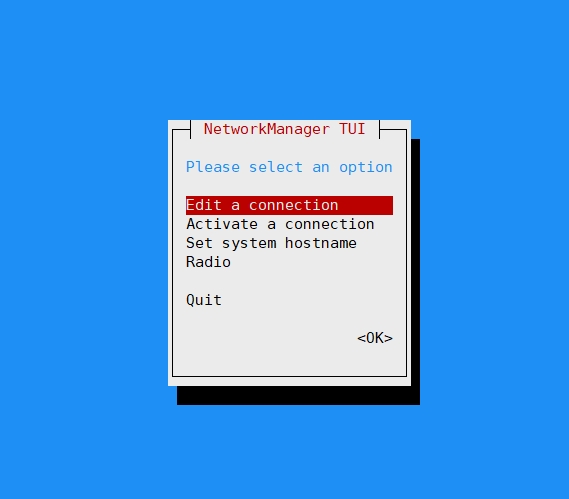 NetworkManager TUI
Please select an option
Edit a connection
Activate a connection
Set system hostname
Radio
Quit
<OK>